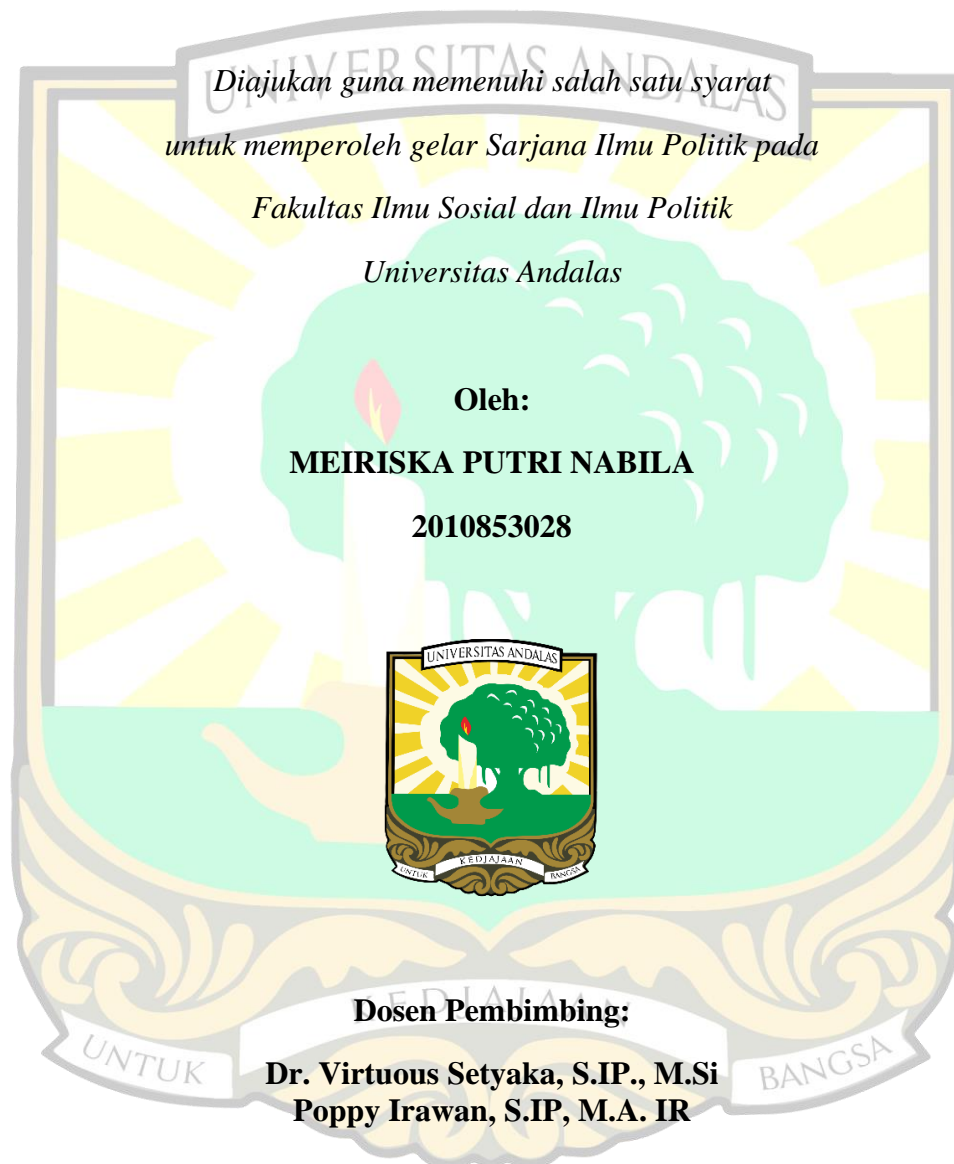 UNIVERSITAS ANDALAS
Diajukan guna memenuhi salah satu syarat
untuk memperoleh gelar Sarjana Ilmu Politik pada
Fakultas Ilmu Sosial dan Ilmu Politik
Universitas Andalas
Oleh:
MEIRISKA PUTRI NABILA
2010853028
UNIVERSITAS ANDALAS
UNTUK KEDJAJAAN BANGSA
Dosen Pembimbing:
Dr. Virtuous Setyaka, S.IP., M.Si
Poppy Irawan, S.IP, M.A. IR
UNTUK KEDJAJAAN BANGSA